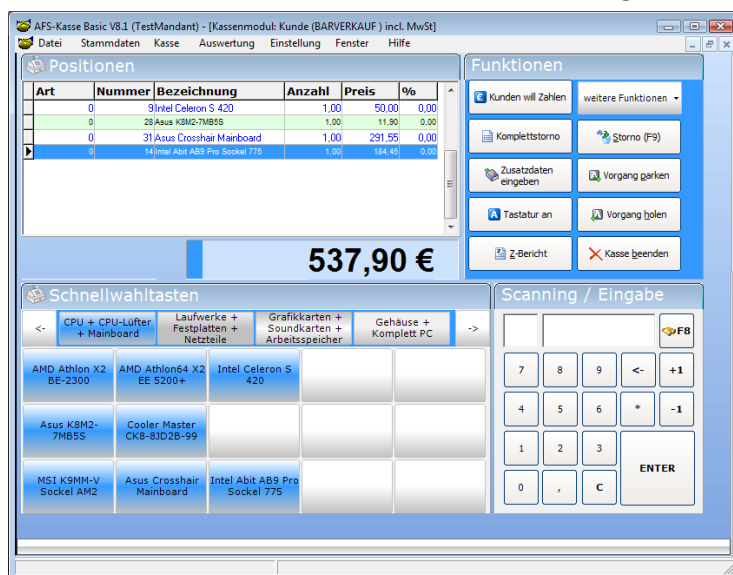 AFS-Kasse Basic V8.1 (TestMandant) - [Kassenmodul: Kunde (BARVERKAUF ) incl. MwSt]
Datei Stammdaten Kasse Auswertung Einstellung Fenster Hilfe
Positionen
Art Nummer Bezeichnung Anzahl Preis %
0 9 Intel Celeron S 420 1,00 50,00 0,00
0 28 Asus K8M2-7MB5S 1,00 11,90 0,00
0 31 Asus Crosshair Mainboard 1,00 291,55 0,00
0 14 Intel Abit AB9 Pro Sockel 775 1,00 184,45 0,00
537,90 €
Funktionen
Kunden will Zahlen
weitere Funktionen
Komplettstorno
Storno (F9)
Zusatzdaten
eingeben
Vorgang parken
Tastatur an
Vorgang holen
Z-Bericht
Kasse beenden
Schnellwahltasten
<-
CPU + CPU-Lüfter
+ Mainboard
Laufwerke +
Festplatten +
Netzteile
Grafikkarten +
Soundkarten +
Arbeitsspeicher
Gehäuse +
Komplett PC
->
AMD Athlon X2
BE-2300
AMD Athlon64 X2
EE 5200+
Intel Celeron S
420
Asus K8M2-
7MB5S
Cooler Master
CK8-8JD2B-99
MSI K9MM-V
Sockel AM2
Asus Crosshair
Mainboard
Intel Abit AB9 Pro
Sockel 775
Scanning / Eingabe
F8
7 8 9 <- +1
4 5 6 * -1
1 2 3
ENTER
0 , C